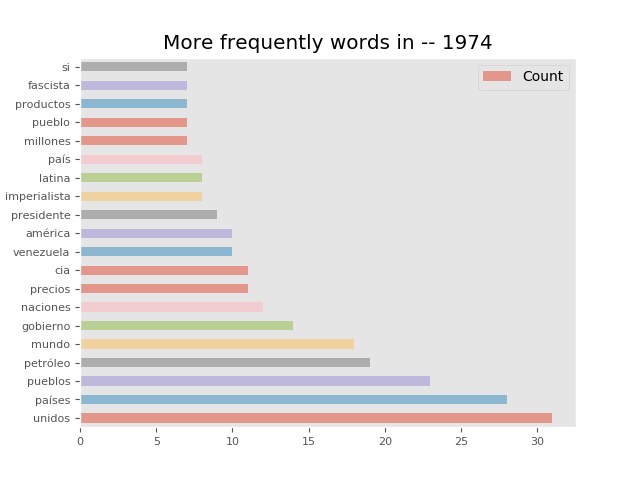 More frequently words in -- 1974
Count
si
fascista
productos
pueblo
millones
país
latina
imperialista
presidente
américa
venezuela
cia
precios
naciones
gobierno
mundo
petróleo
pueblos
países
unidos
0 5 10 15 20 25 30